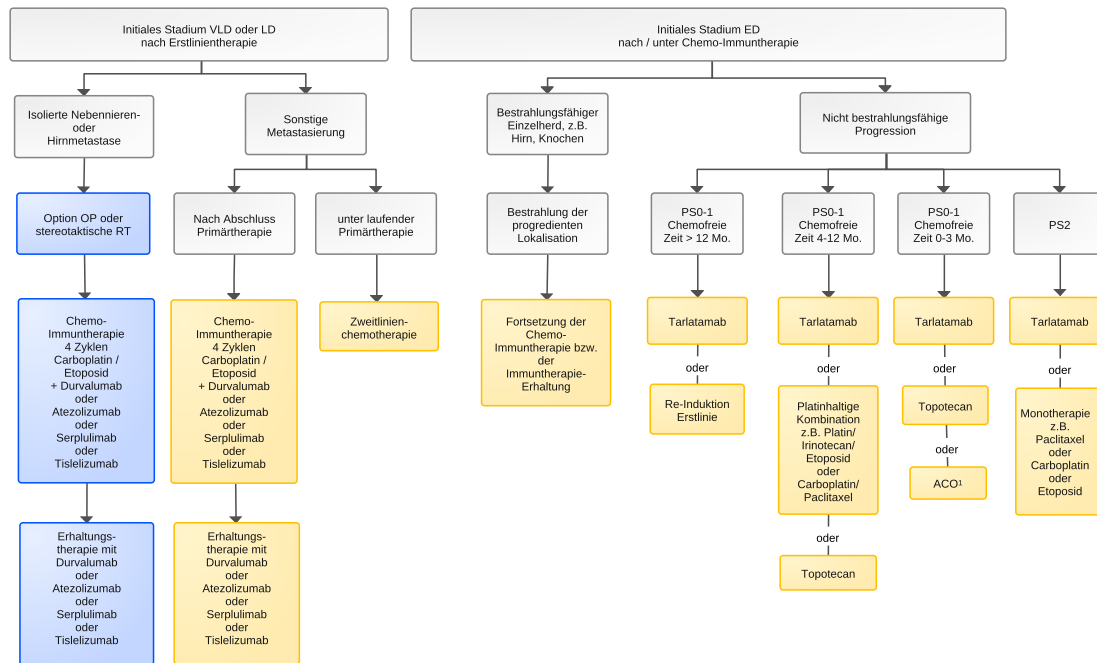 Initiales Stadium VLD oder LD
nach Erstlinientherapie
Initiales Stadium ED
nach / unter Chemo-Immuntherapie
Isolierte Nebennieren-
oder
Hirnmetastase
Sonstige
Metastasierung
Bestrahlungsfähiger
Einzelherd, z.B.
Hirn, Knochen
Nicht bestrahlungsfähige
Progression
Option OP oder
stereotaktische RT
Nach Abschluss
Primärtherapie
unter laufender
Primärtherapie
Bestrahlung der
progredienten
Lokalisation
PS0-1
Chemofreie
Zeit > 12 Mo.
PS0-1
Chemofreie
Zeit 4-12 Mo.
PS0-1
Chemofreie
Zeit 0-3 Mo.
PS2
Chemo-
Immuntherapie
4 Zyklen
Carboplatin /
Etoposid
+ Durvalumab
oder
Atezolizumab
oder
Serplulimab
oder
Tislelizumab
Chemo-
Immuntherapie
4 Zyklen
Carboplatin /
Etoposid
+ Durvalumab
oder
Atezolizumab
oder
Serplulimab
oder
Tislelizumab
Zweitlinien-
chemotherapie
Fortsetzung der
Chemo-
Immuntherapie bzw.
der
Immuntherapie-
Erhaltung
Tarlatamab
oder
Re-Induktion
Erstlinie
Tarlatamab
oder
Platinhaltige
Kombination
z.B. Platin/
Irinotecan/
Etoposid
oder
Carboplatin/
Paclitaxel
oder
Topotecan
Tarlatamab
oder
Topotecan
oder
ACO¹
Tarlatamab
oder
Monotherapie
z.B.
Paclitaxel
oder
Carboplatin
oder
Etoposid
Erhaltungs-
therapie mit
Durvalumab
oder
Atezolizumab
oder
Serplulimab
oder
Tislelizumab
Erhaltungs-
therapie mit
Durvalumab
oder
Atezolizumab
oder
Serplulimab
oder
Tislelizumab